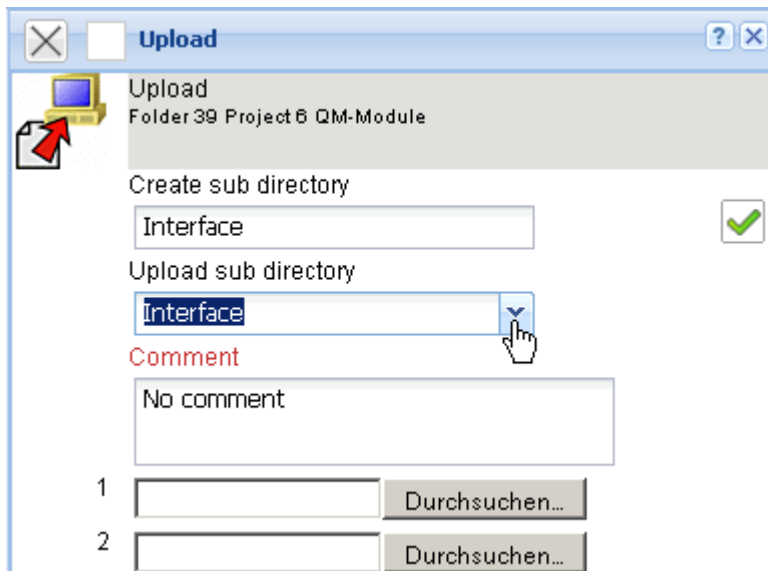 Upload
Upload
Folder 39 Project 6 QM-Module
Create sub directory
Interface
Upload sub directory
Interface
Comment
No comment
1 Durchsuchen...
2 Durchsuchen...